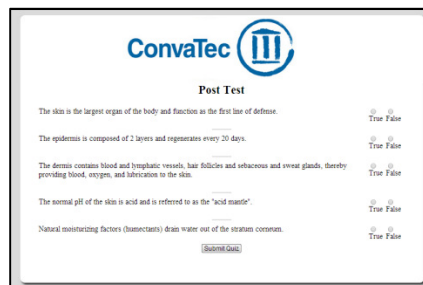 ConvaTec
Post Test
The skin is the largest organ of the body and function as the first line of defense.
True False
The epidermis is composed of 2 layers and regenerates every 20 days.
True False
The dermis contains blood and lymphatic vessels, hair follicles and sebaceous and sweat glands, thereby
providing blood, oxygen, and lubrication to the skin.
True False
The normal pH of the skin is acid and is referred to as the "acid mantle".
True False
Natural moisturizing factors (humectants) drain water out of the stratum corneum.
True False
Submit Quiz